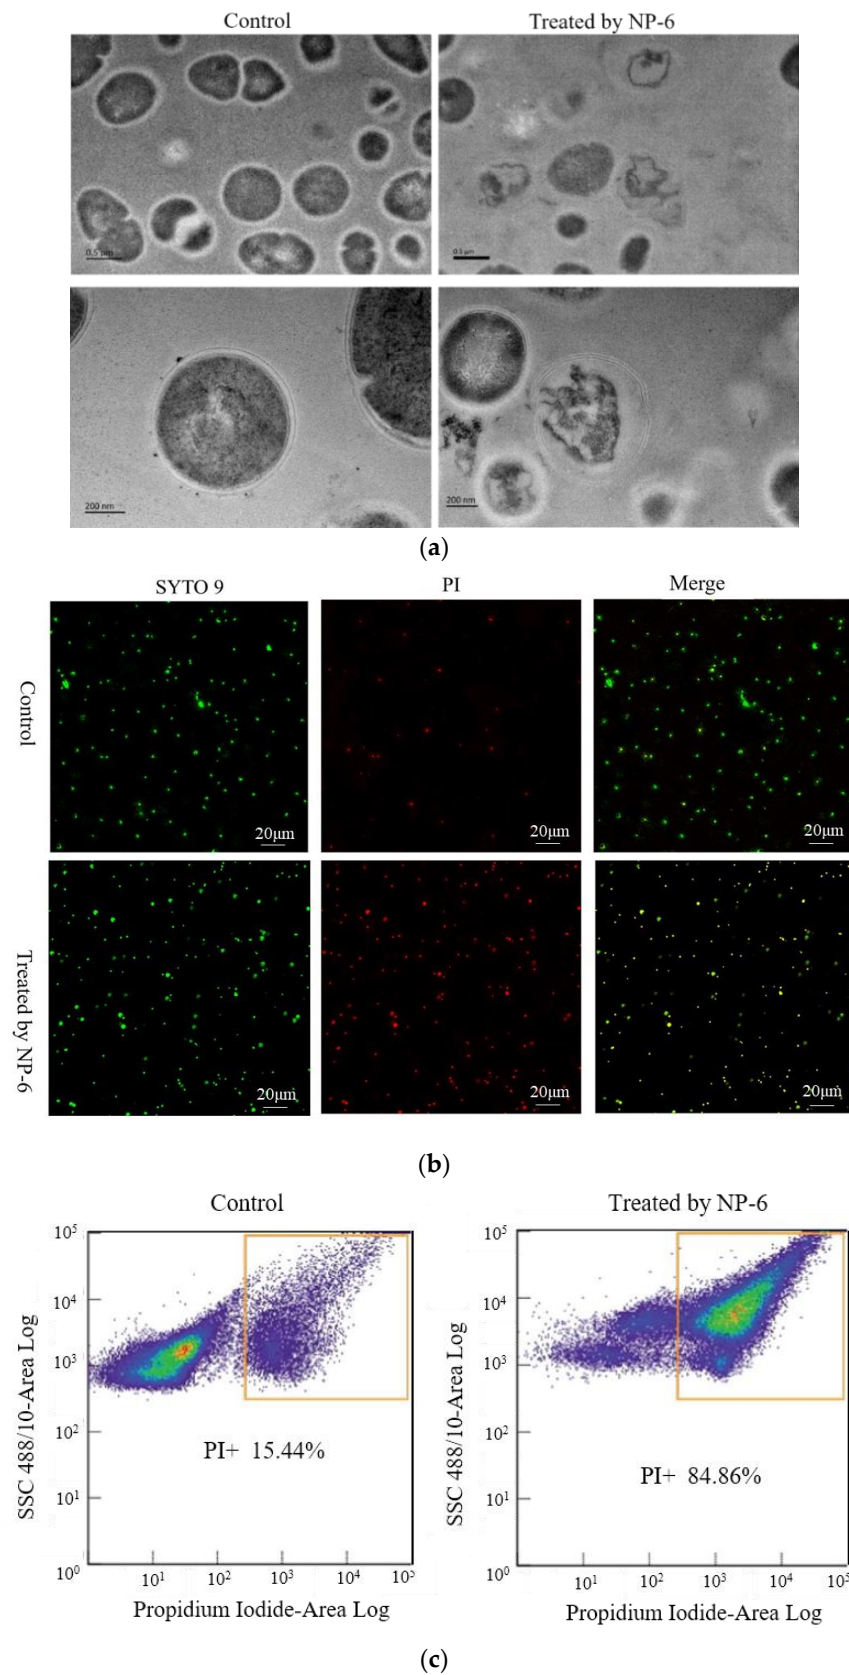 Control
Treated by NP-6
0.5 μm
0.5 μm
200 nm
200 nm
(a)
SYTO 9
PI
Merge
Control
20μm
20μm
20μm
Treated by NP-6
20μm
20μm
20μm
(b)
Control
Treated by NP-6
SSC 488/10-Area Log
10⁵
10⁴
10³
10²
10¹
10⁰
PI+ 15.44%
10¹
10²
10³
10⁴
10⁵
Propidium Iodide-Area Log
SSC 488/10-Area Log
10⁵
10⁴
10³
10²
10¹
10⁰
PI+ 84.86%
10¹
10²
10³
10⁴
10⁵
Propidium Iodide-Area Log
(c)